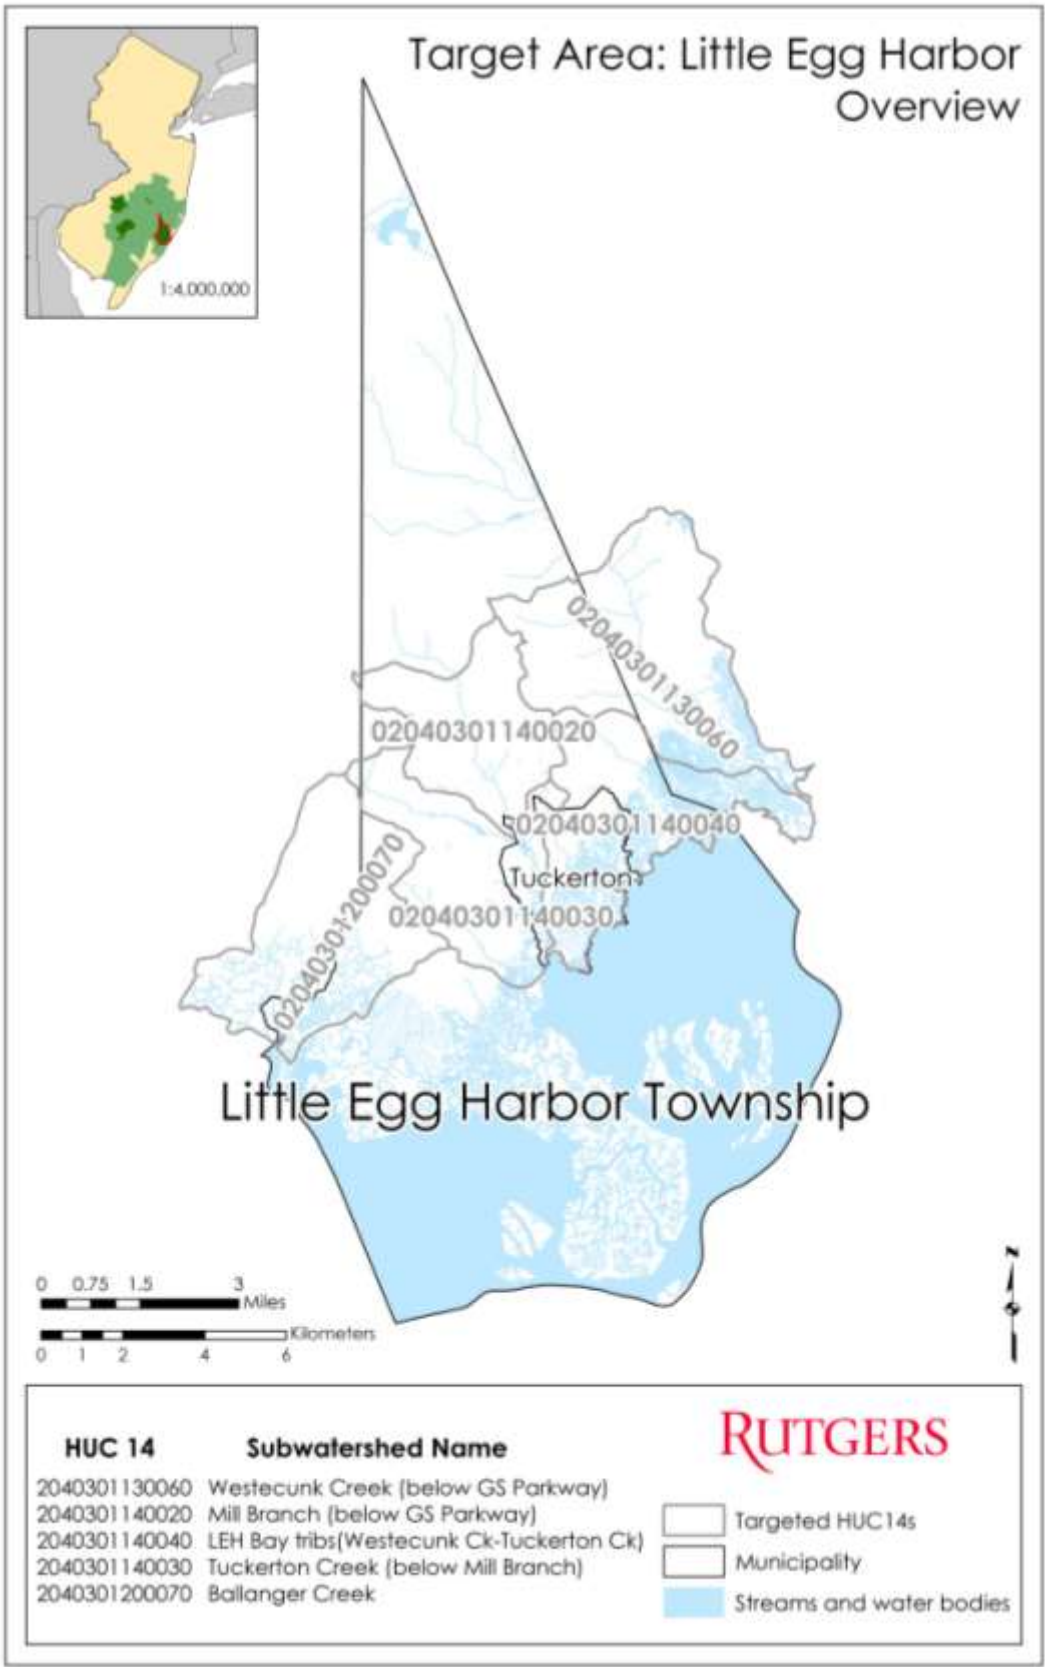 Target Area: Little Egg Harbor
Overview
1:4,000,000
02040301130060
02040301140020
02040301140040
Tuckerton
02040301200070
02040301140030
Little Egg Harbor Township
0 0.75 1.5 3
Miles
Kilometers
0 1 2 4 6
N
HUC 14 Subwatershed Name
2040301130060 Westecunk Creek (below GS Parkway)
2040301140020 Mill Branch (below GS Parkway)
2040301140040 LEH Bay tribs(Westecunk Ck-Tuckerton Ck)
2040301140030 Tuckerton Creek (below Mill Branch)
2040301200070 Ballanger Creek
RUTGERS
Targeted HUC14s
Municipality
Streams and water bodies